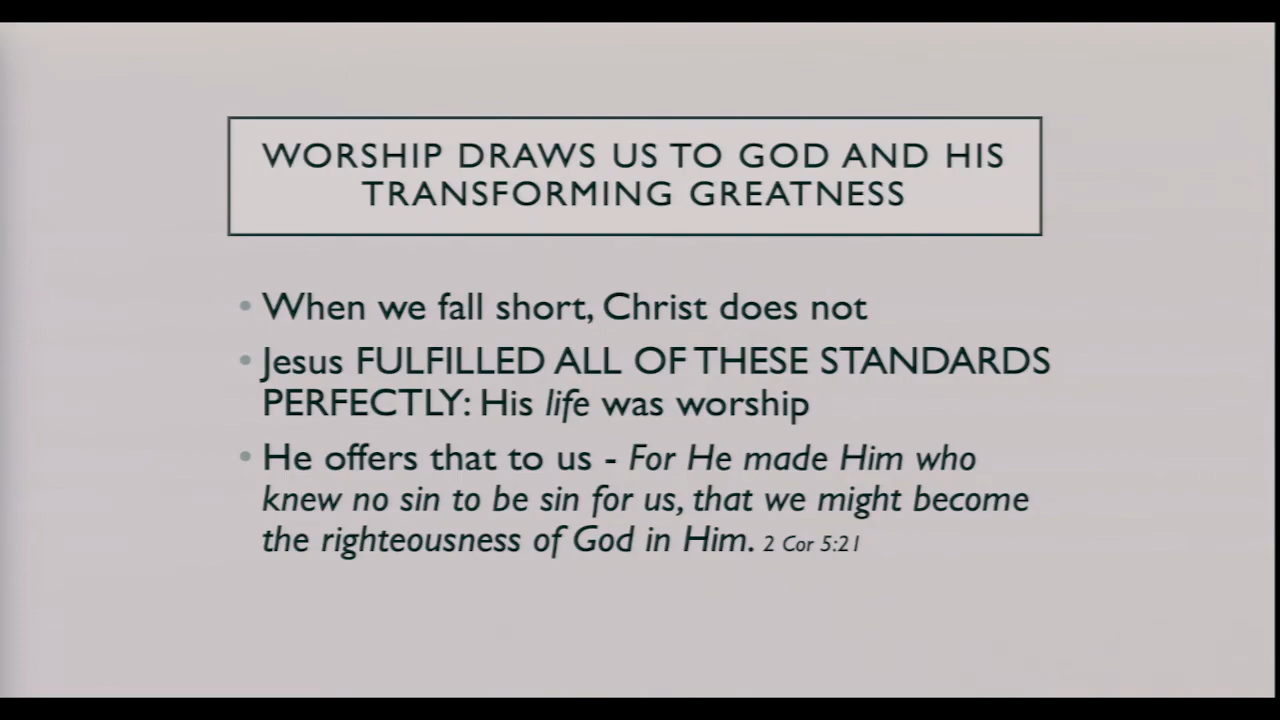 WORSHIP DRAWS US TO GOD AND HIS
TRANSFORMING GREATNESS
• When we fall short, Christ does not
• Jesus FULFILLED ALL OF THESE STANDARDS
PERFECTLY: His life was worship
• He offers that to us - For He made Him who
knew no sin to be sin for us, that we might become
the righteousness of God in Him. 2 Cor 5:21